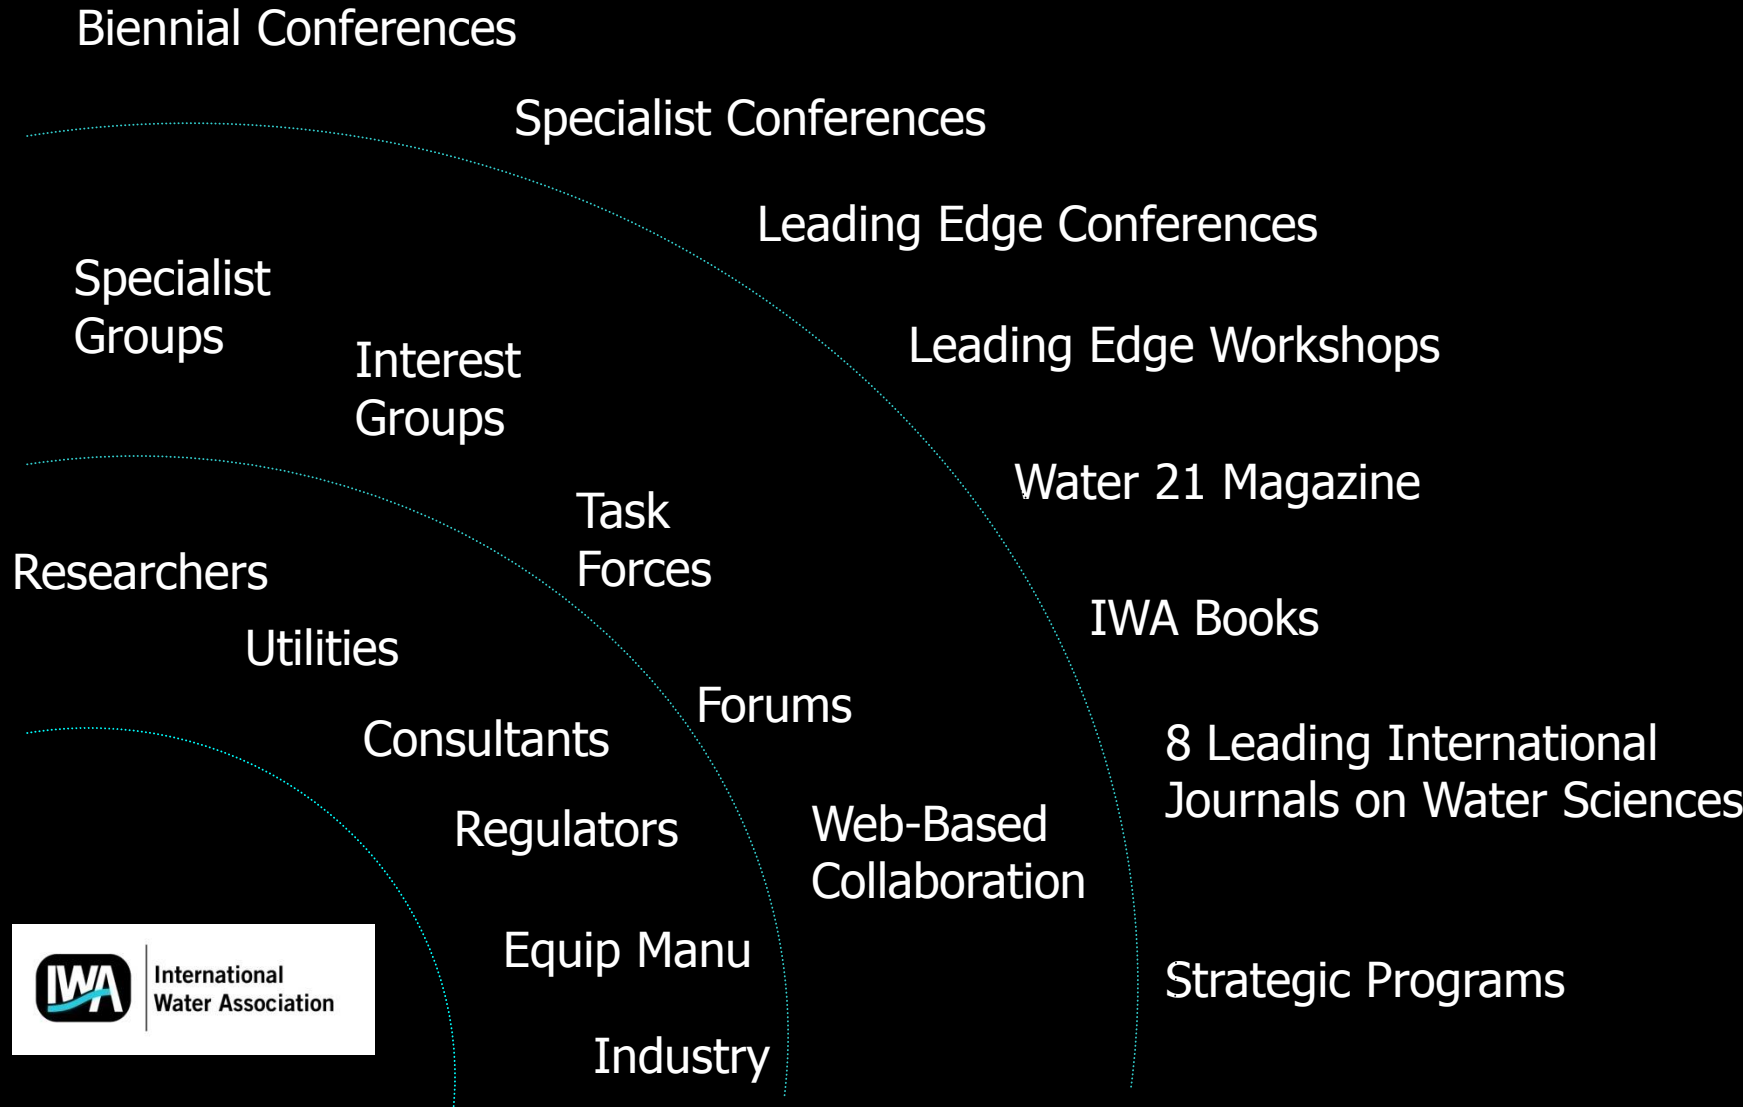 Biennial Conferences
Specialist Conferences
Leading Edge Conferences
Leading Edge Workshops
Water 21 Magazine
IWA Books
8 Leading International
Journals on Water Sciences
Strategic Programs
Specialist
Groups
Interest
Groups
Task
Forces
Forums
Web-Based
Collaboration
Researchers
Utilities
Consultants
Regulators
Equip Manu
Industry
IWA
International
Water Association